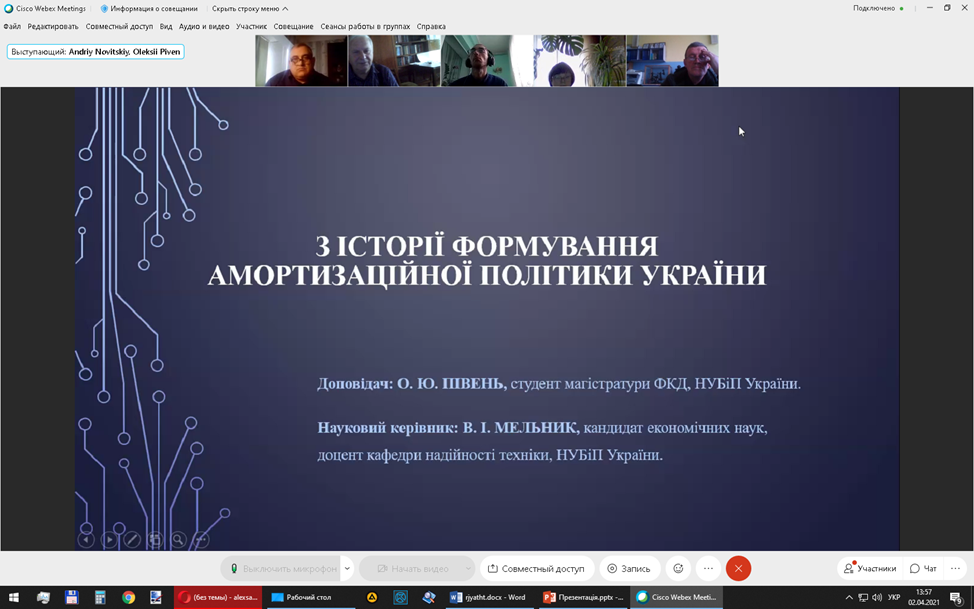 Cisco Webex Meetings
Информация о совещании
Скрыть строку меню
Подключено
Файл Редактировать Совместный доступ Вид Аудио и видео Участник Совещание Сеансы работы в группах Справка
Выступающий: Andriy Novitskiy, Oleksii Piven
З ІСТОРІЇ ФОРМУВАННЯ
АМОРТИЗАЦІЙНОЇ ПОЛІТИКИ УКРАЇНИ
Доповідач: О. Ю. ПІВЕНЬ, студент магістратури ФКД, НУБіП України.
Науковий керівник: В. І. МЕЛЬНИК, кандидат економічних наук,
доцент кафедри надійності техніки, НУБіП України.
Выключить микрофон
Начать видео
Совместный доступ
Запись
Участники
Чат
(без темы) - alexsa...
Рабочий стол
rjyatht.docx - Word
Презентація.pptx -...
Cisco Webex Meeti...
УКР
13:57
02.04.2021